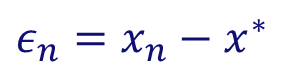 ϵₙ = xₙ − x*